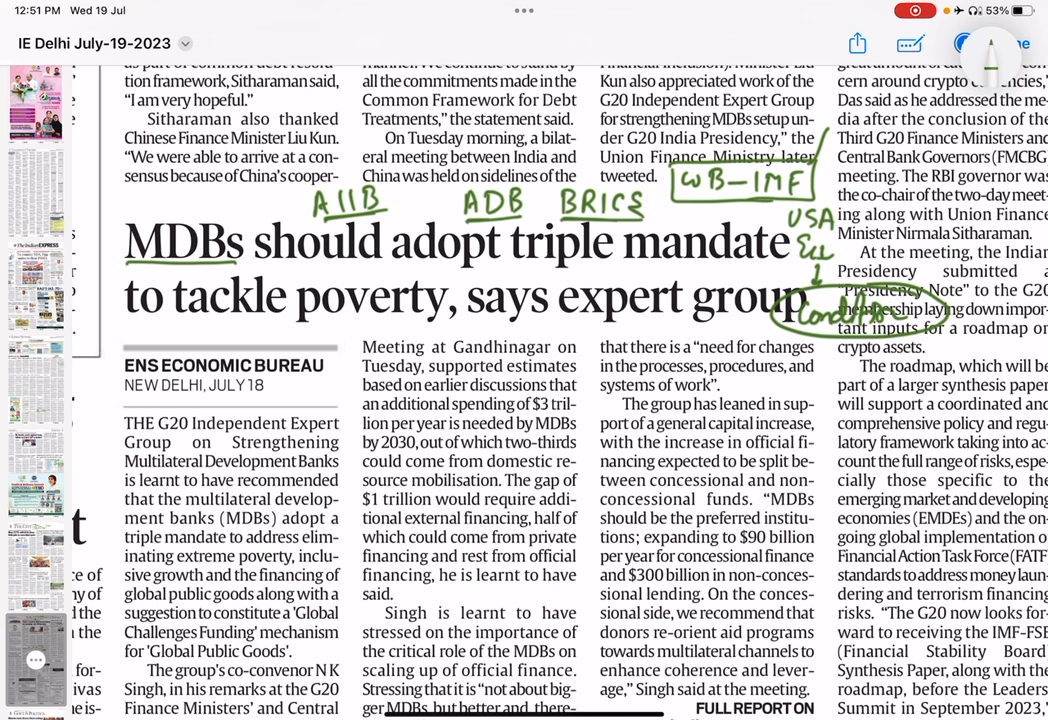 12:51 PM Wed 19 Jul
53%
IE Delhi July-19-2023
tion framework, Sitharaman said,
“I am very hopeful.”
Sitharaman also thanked
Chinese Finance Minister Liu Kun.
“We were able to arrive at a con-
sensus because of China’s cooper-
all the commitments made in the
Common Framework for Debt
Treatments,” the statement said.
On Tuesday morning, a bilat-
eral meeting between India and
China was held on sidelines of the
Kun also appreciated work of the
G20 Independent Expert Group
for strengthening MDBs setup un-
der G20 India Presidency,” the
Union Finance Ministry later
tweeted.
WB-IMF
AIIB ADB BRICS
USA
EU
MDBs should adopt triple mandate
to tackle poverty, says expert group
ENS ECONOMIC BUREAU
NEW DELHI, JULY 18
THE G20 Independent Expert
Group on Strengthening
Multilateral Development Banks
is learnt to have recommended
that the multilateral develop-
ment banks (MDBs) adopt a
triple mandate to address elim-
inating extreme poverty, inclu-
sive growth and the financing of
global public goods along with a
suggestion to constitute a 'Global
Challenges Funding' mechanism
for 'Global Public Goods'.
The group's co-convenor N K
Singh, in his remarks at the G20
Finance Ministers' and Central
Meeting at Gandhinagar on
Tuesday, supported estimates
based on earlier discussions that
an additional spending of $3 tril-
lion per year is needed by MDBs
by 2030, out of which two-thirds
could come from domestic re-
source mobilisation. The gap of
$1 trillion would require addi-
tional external financing, half of
which could come from private
financing and rest from official
financing, he is learnt to have
said.
Singh is learnt to have
stressed on the importance of
the critical role of the MDBs on
scaling up of official finance.
Stressing that it is “not about big-
ger MDBs but better and there-
that there is a “need for changes
in the processes, procedures, and
systems of work”.
The group has leaned in sup-
port of a general capital increase,
with the increase in official fi-
nancing expected to be split be-
tween concessional and non-
concessional funds. “MDBs
should be the preferred institu-
tions; expanding to $90 billion
per year for concessional finance
and $300 billion in non-conces-
sional lending. On the conces-
sional side, we recommend that
donors re-orient aid programs
towards multilateral channels to
enhance coherence and lever-
age,” Singh said at the meeting.
FULL REPORT ON
cern around crypto
Das said as he addressed the me-
dia after the conclusion of the
Third G20 Finance Ministers and
Central Bank Governors (FMCBG)
meeting. The RBI governor was
the co-chair of the two-day meet-
ing along with Union Finance
Minister Nirmala Sitharaman.
At the meeting, the Indian
Presidency submitted a
“Presidency Note” to the G20
membership laying down impor-
tant inputs for a roadmap on
crypto assets.
The roadmap, which will be
part of a larger synthesis paper
will support a coordinated and
comprehensive policy and regu-
latory framework taking into ac-
count the full range of risks, espe-
cially those specific to the
emerging market and developing
economies (EMDEs) and the on-
going global implementation of
Financial Action Task Force (FATF)
standards to address money laun-
dering and terrorism financing
risks. “The G20 now looks for-
ward to receiving the IMF-FSB
(Financial Stability Board)
Synthesis Paper, along with the
roadmap, before the Leaders
Summit in September 2023,”